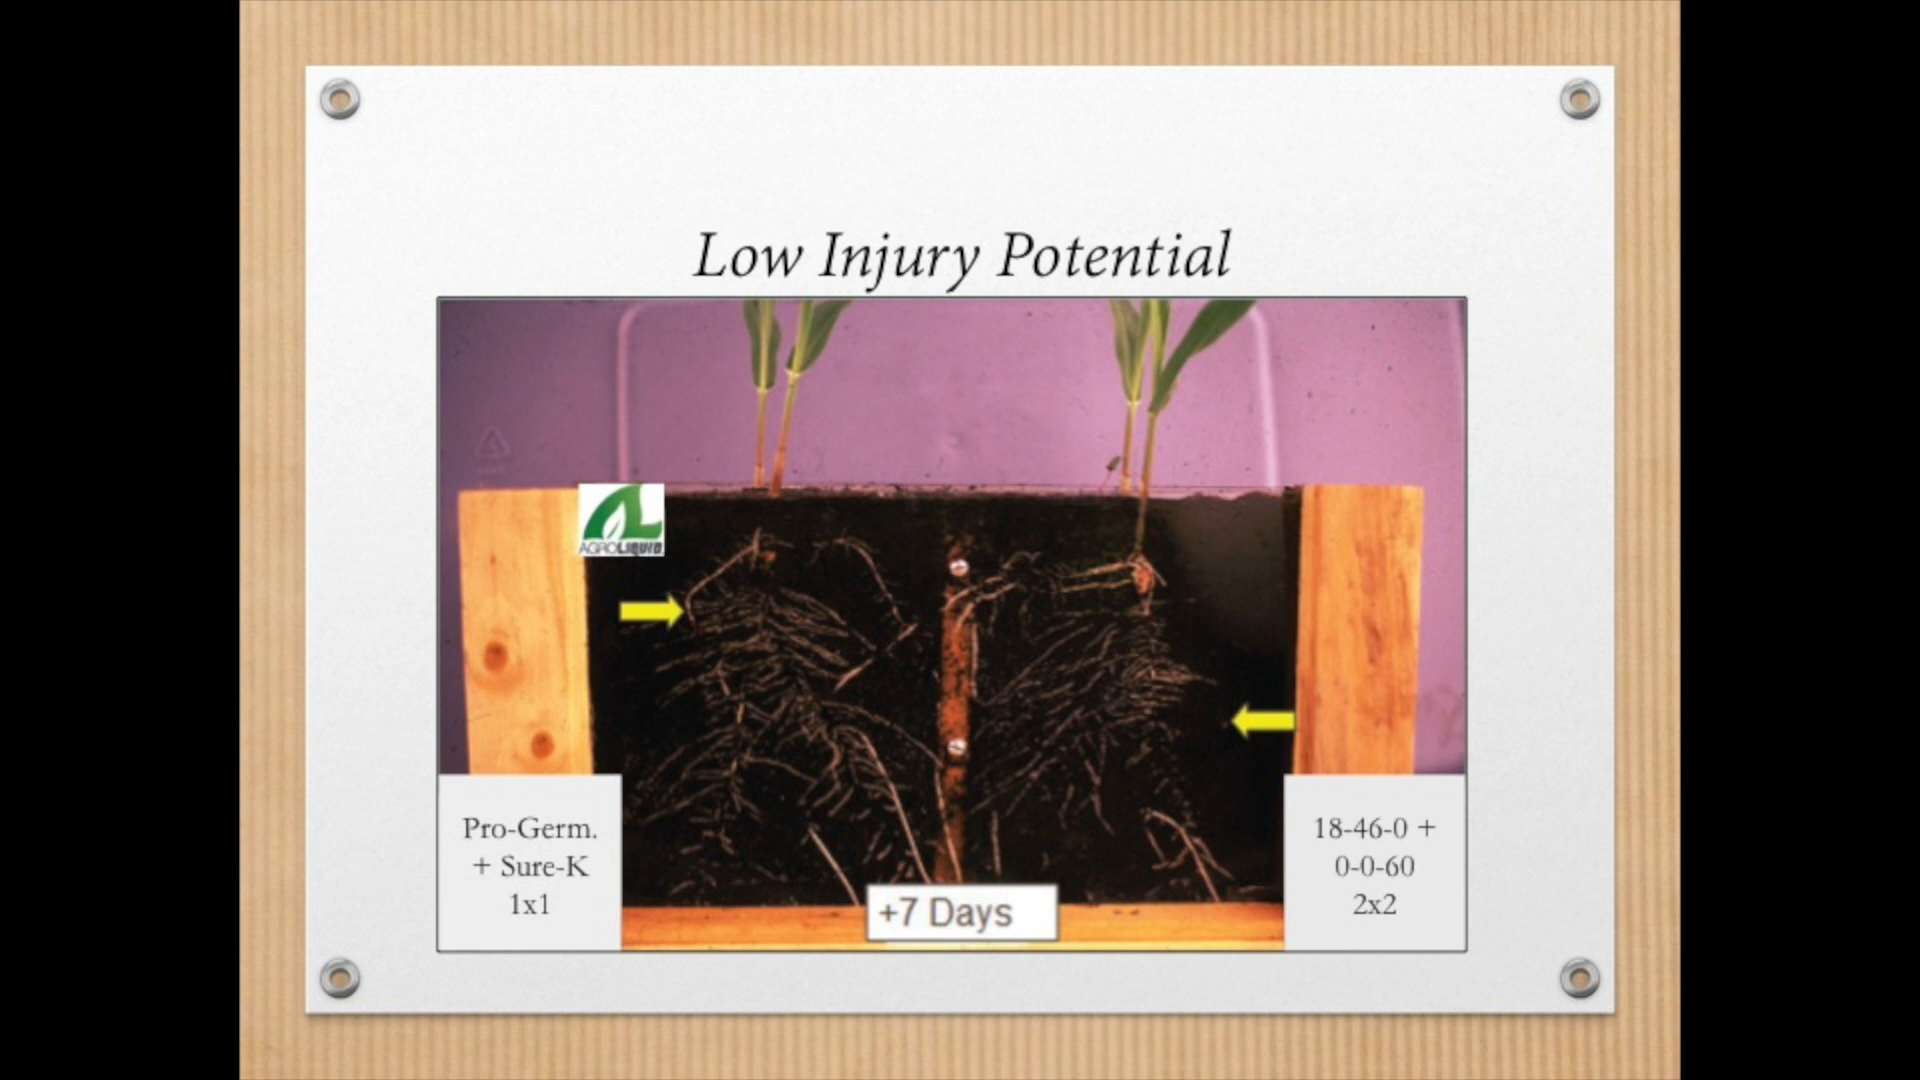 Low Injury Potential
AGROLIQUID
Pro-Germ.
+ Sure-K
1x1
+7 Days
18-46-0 +
0-0-60
2x2